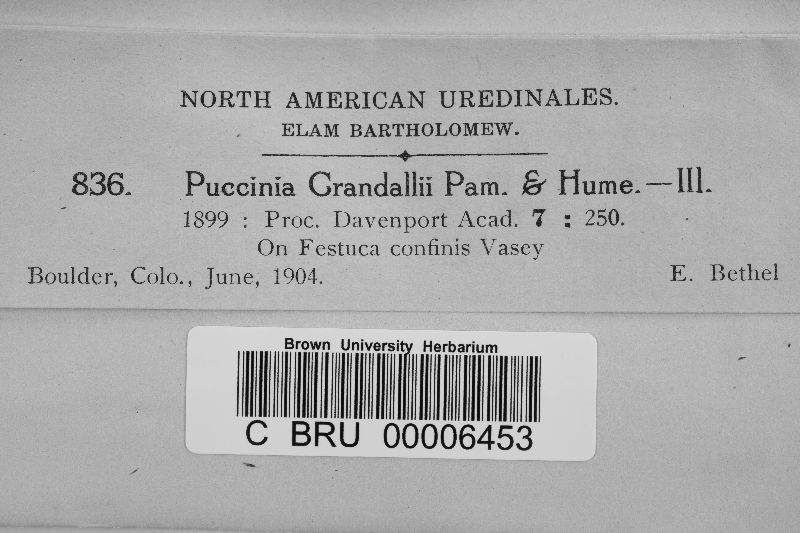 NORTH AMERICAN UREDINALES.
ELAM BARTHOLOMEW.
836. Puccinia Crandallii Pam. & Hume.—III.
1899 : Proc. Davenport Acad. 7 : 250.
On Festuca confinis Vasey
Boulder, Colo., June, 1904. E. Bethel
Brown University Herbarium
C BRU 00006453